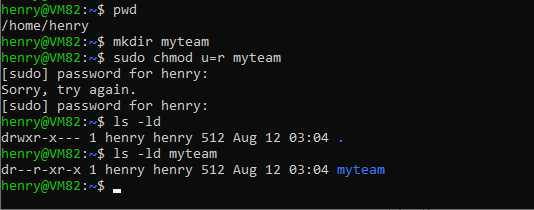 henry@VM82:~$ pwd
/home/henry
henry@VM82:~$ mkdir myteam
henry@VM82:~$ sudo chmod u=r myteam
[sudo] password for henry:
Sorry, try again.
[sudo] password for henry:
henry@VM82:~$ ls -ld
drwxr-x--- 1 henry henry 512 Aug 12 03:04 .
henry@VM82:~$ ls -ld myteam
dr--r-xr-x 1 henry henry 512 Aug 12 03:04 myteam
henry@VM82:~$